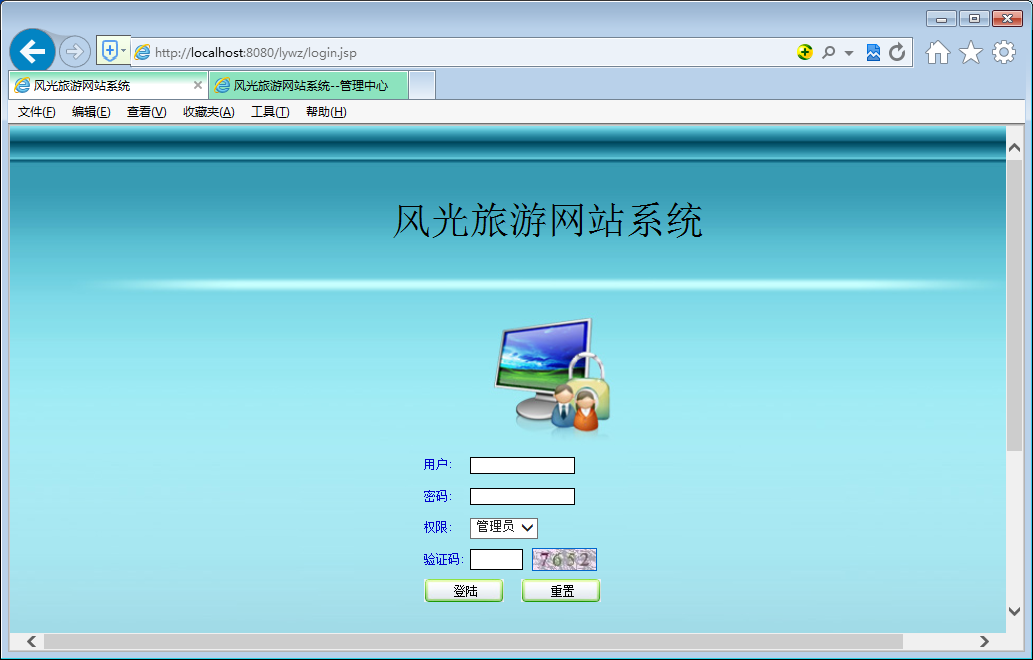 http://localhost:8080/lywz/login.jsp
风光旅游网站系统
风光旅游网站系统--管理中心
文件(F) 编辑(E) 查看(V) 收藏夹(A) 工具(T) 帮助(H)
风光旅游网站系统
用户:
密码:
权限: 管理员
验证码: 7652
登陆 重置